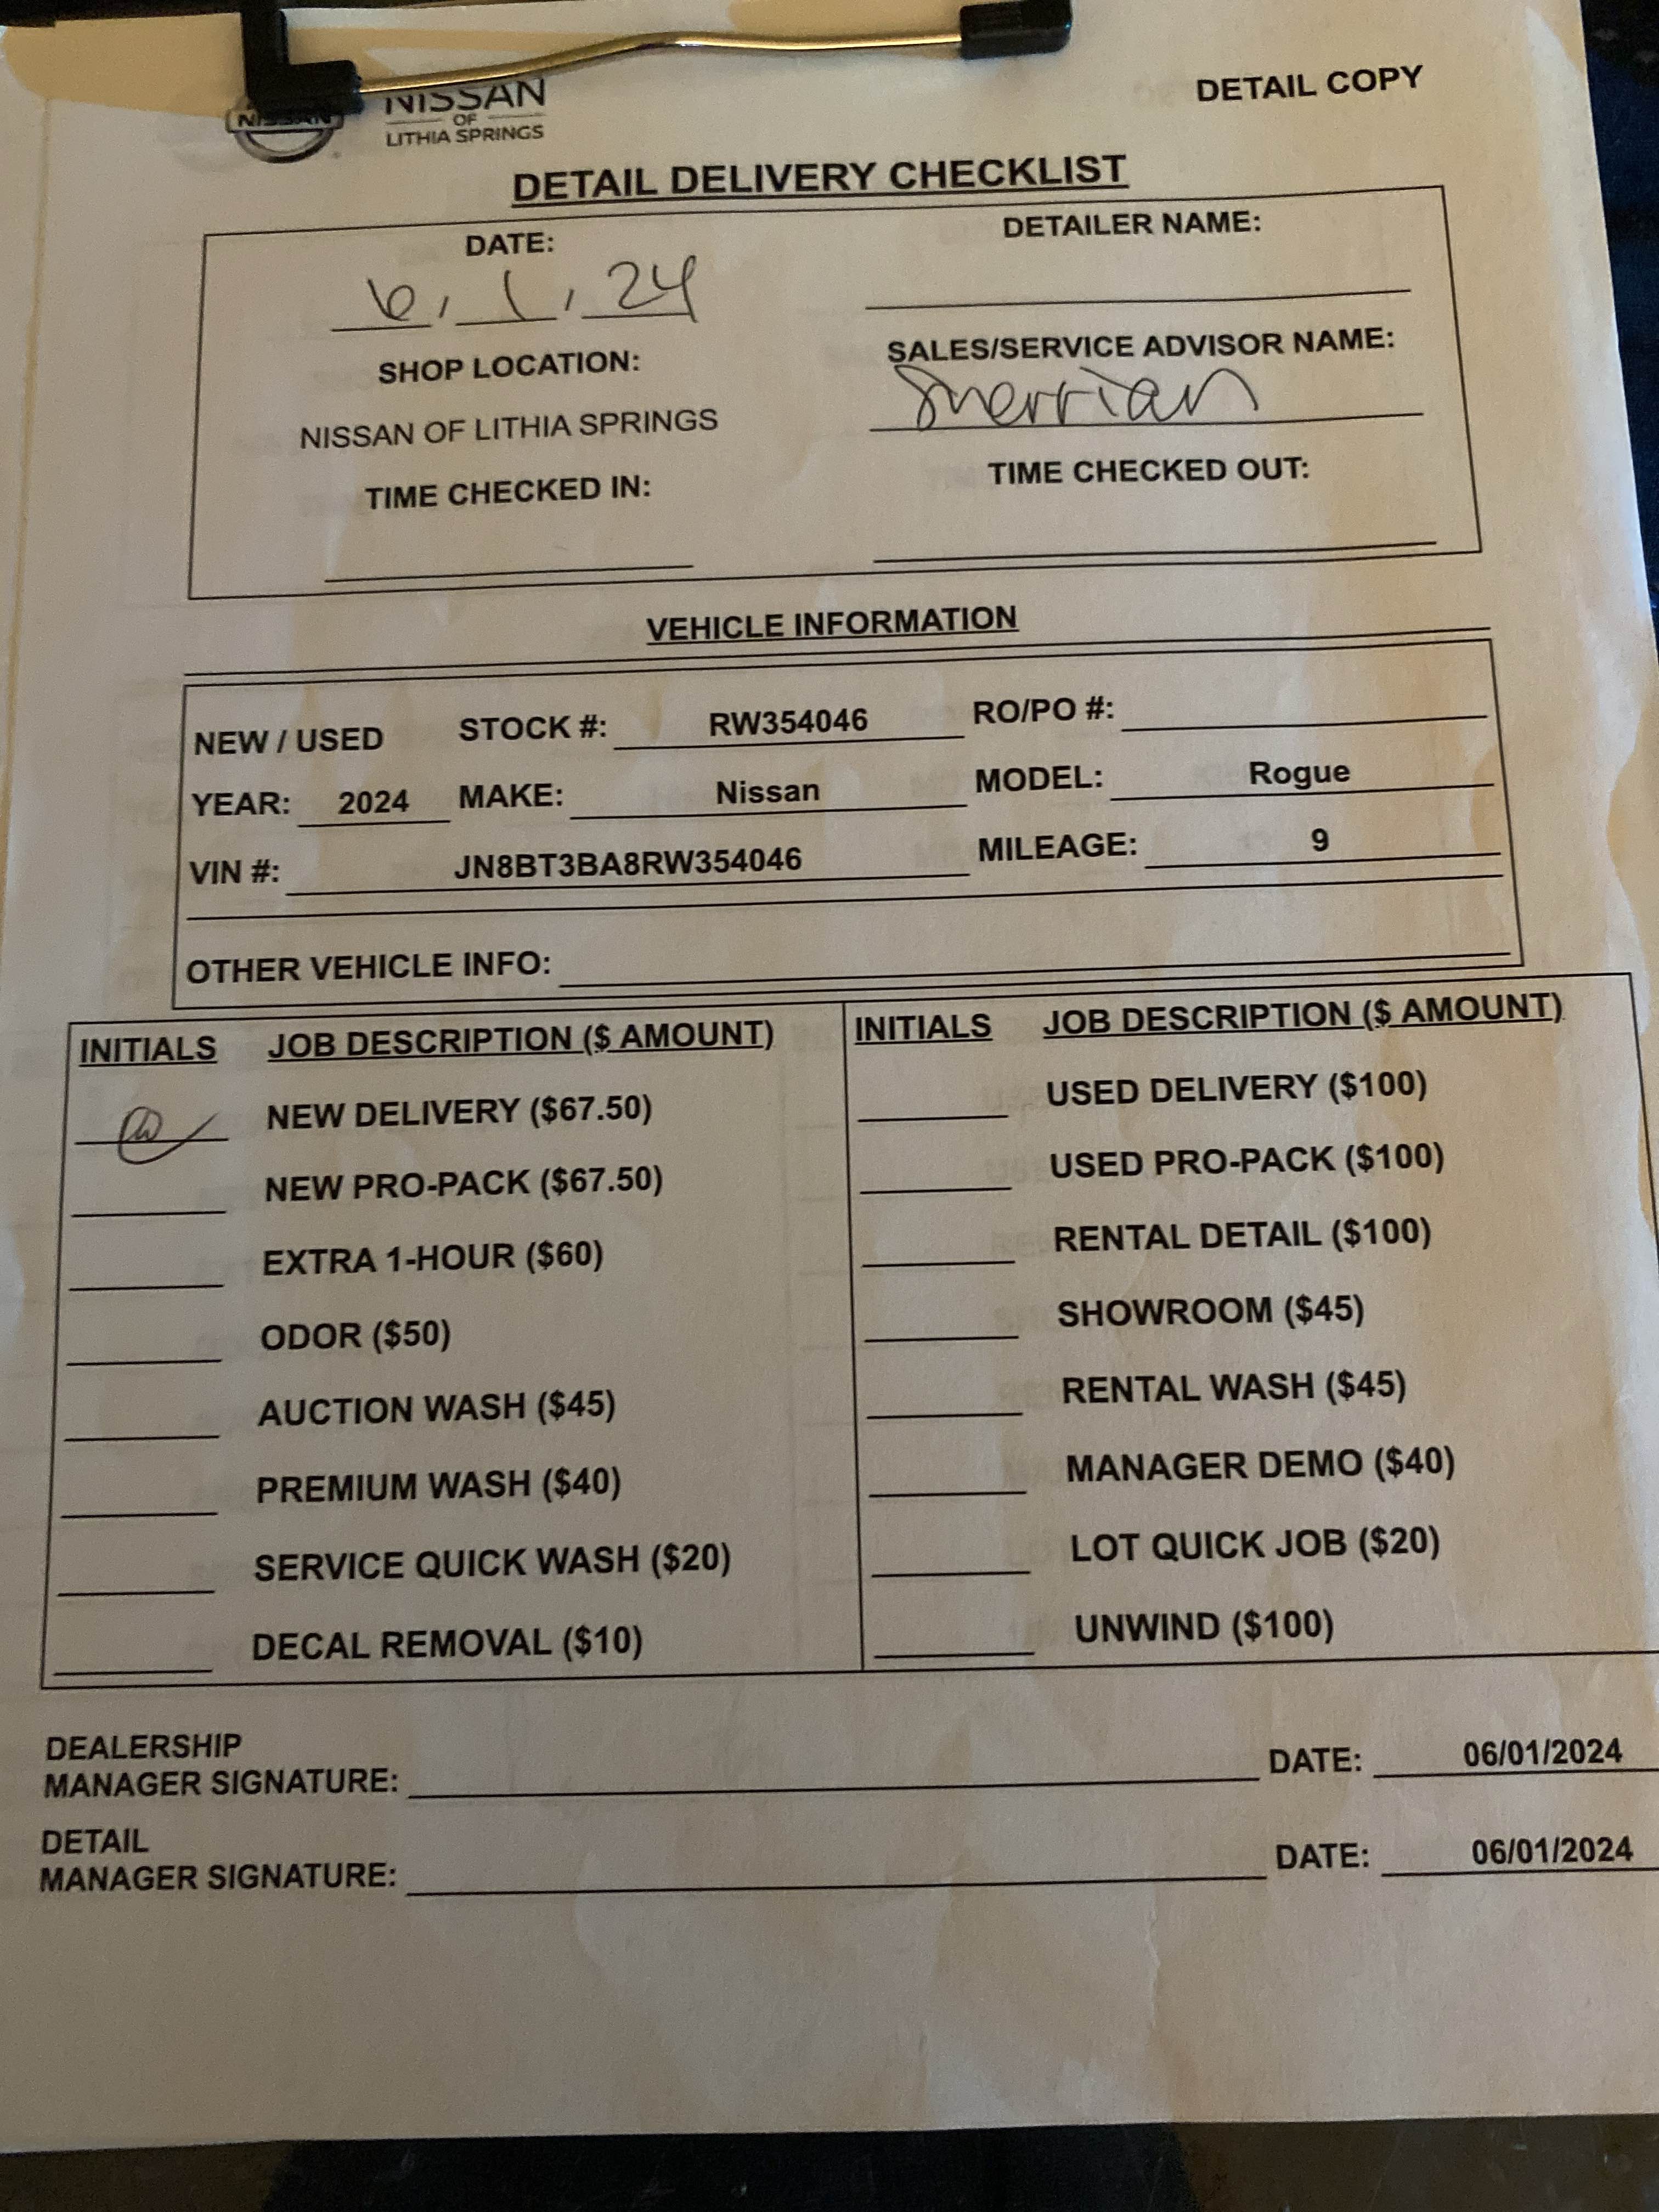 DETAIL COPY
NISSAN
NISSAN
OF
LITHIA SPRINGS
DETAIL DELIVERY CHECKLIST
DATE: DETAILER NAME:
6, 1, 24
SHOP LOCATION: SALES/SERVICE ADVISOR NAME:
NISSAN OF LITHIA SPRINGS Sherrian
TIME CHECKED IN: TIME CHECKED OUT:
VEHICLE INFORMATION
NEW / USED STOCK #: RW354046 RO/PO #:
YEAR: 2024 MAKE: Nissan MODEL: Rogue
VIN #: JN8BT3BA8RW354046 MILEAGE: 9
OTHER VEHICLE INFO:
INITIALS JOB DESCRIPTION ($ AMOUNT) INITIALS JOB DESCRIPTION ($ AMOUNT)
NEW DELIVERY ($67.50) USED DELIVERY ($100)
NEW PRO-PACK ($67.50) USED PRO-PACK ($100)
EXTRA 1-HOUR ($60) RENTAL DETAIL ($100)
ODOR ($50) SHOWROOM ($45)
AUCTION WASH ($45) RENTAL WASH ($45)
PREMIUM WASH ($40) MANAGER DEMO ($40)
SERVICE QUICK WASH ($20) LOT QUICK JOB ($20)
DECAL REMOVAL ($10) UNWIND ($100)
DEALERSHIP
MANAGER SIGNATURE: DATE: 06/01/2024
DETAIL
MANAGER SIGNATURE: DATE: 06/01/2024